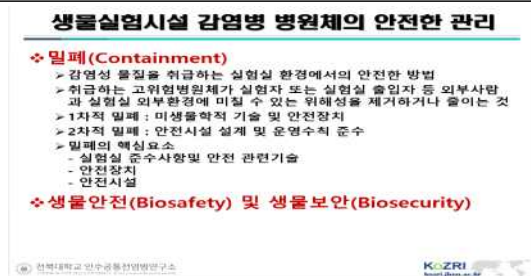 생물실험시설 감염병 병원체의 안전한 관리
❖밀폐(Containment)
➢감염성 물질을 취급하는 실험실 환경에서의 안전한 방법
➢취급하는 고위험병원체가 실험자 또는 실험실 출입자 등 외부사람
과 실험실 외부환경에 미칠 수 있는 위해성을 제거하거나 줄이는 것
➢1차적 밀폐 : 미생물학적 기술 및 안전장치
➢2차적 밀폐 : 안전시설 설계 및 운영수칙 준수
➢밀폐의 핵심요소
- 실험실 준수사항및 안전 관련기술
- 안전장치
- 안전시설
❖생물안전(Biosafety) 및 생물보안(Biosecurity)
전북대학교 인수공통전염병연구소
KoZRI